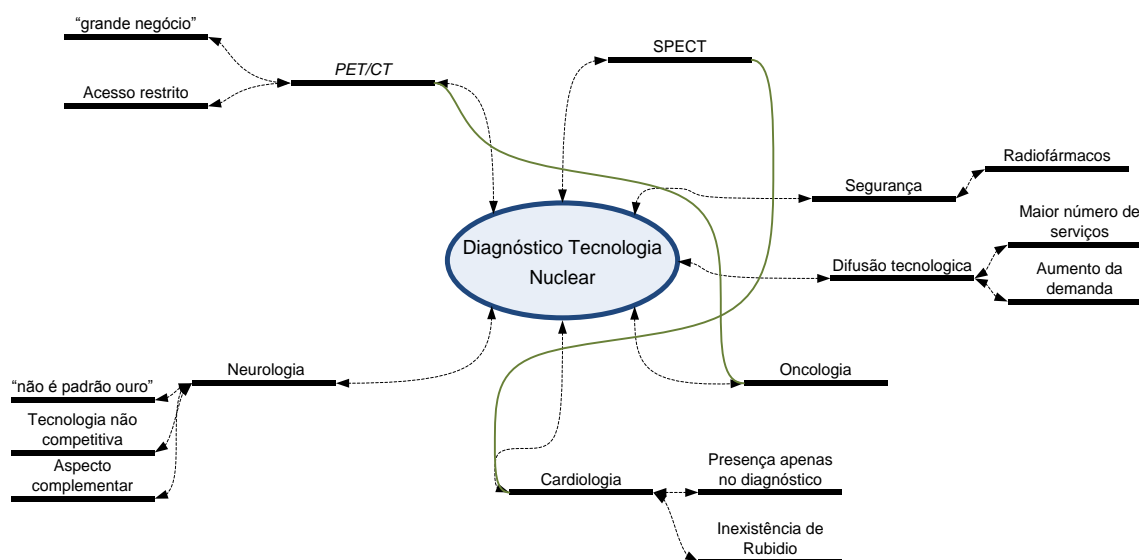 “grande negócio”
Acesso restrito
PET/CT
SPECT
Radiofármacos
Segurança
Maior número de
serviços
Difusão tecnologica
Aumento da
demanda
Diagnóstico Tecnologia
Nuclear
Neurologia
“não é padrão ouro”
Tecnologia não
competitiva
Aspecto
complementar
Oncologia
Cardiologia
Presença apenas
no diagnóstico
Inexistência de
Rubidio